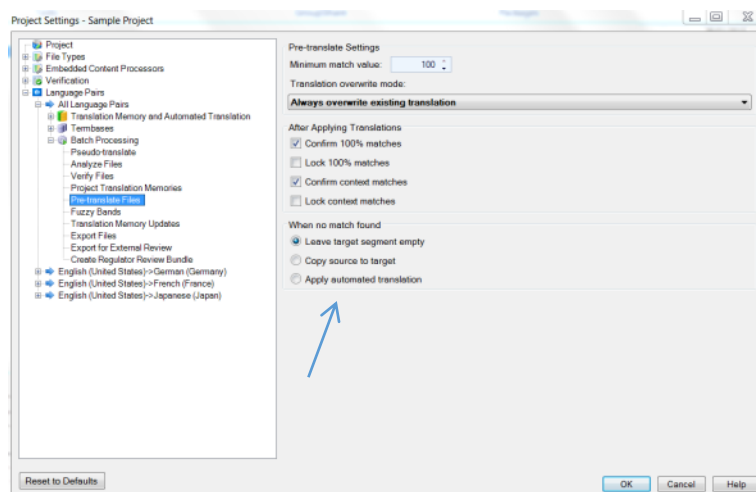 Project Settings - Sample Project
Project
File Types
Embedded Content Processors
Verification
Language Pairs
All Language Pairs
Translation Memory and Automated Translation
Termbases
Batch Processing
Pseudo-translate
Analyze Files
Verify Files
Project Translation Memories
Pre-translate Files
Fuzzy Bands
Translation Memory Updates
Export Files
Export for External Review
Create Regulator Review Bundle
English (United States)->German (Germany)
English (United States)->French (France)
English (United States)->Japanese (Japan)
Pre-translate Settings
Minimum match value: 100
Translation overwrite mode:
Always overwrite existing translation
After Applying Translations
Confirm 100% matches
Lock 100% matches
Confirm context matches
Lock context matches
When no match found
Leave target segment empty
Copy source to target
Apply automated translation
Reset to Defaults
OK Cancel Help